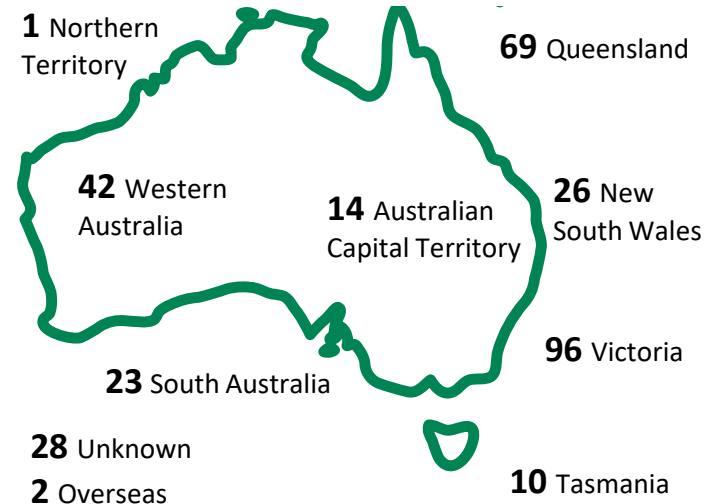 1 Northern
Territory
69 Queensland
42 Western
Australia
14 Australian
Capital Territory
26 New
South Wales
96 Victoria
23 South Australia
28 Unknown
2 Overseas
10 Tasmania